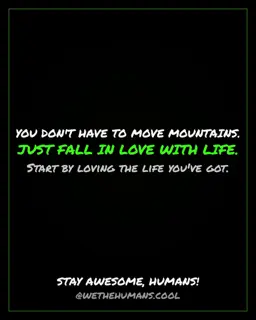 YOU DON'T HAVE TO MOVE MOUNTAINS.
JUST FALL IN LOVE WITH LIFE.
START BY LOVING THE LIFE YOU'VE GOT.
STAY AWESOME, HUMANS!
@WETHEHUMANS.COOL